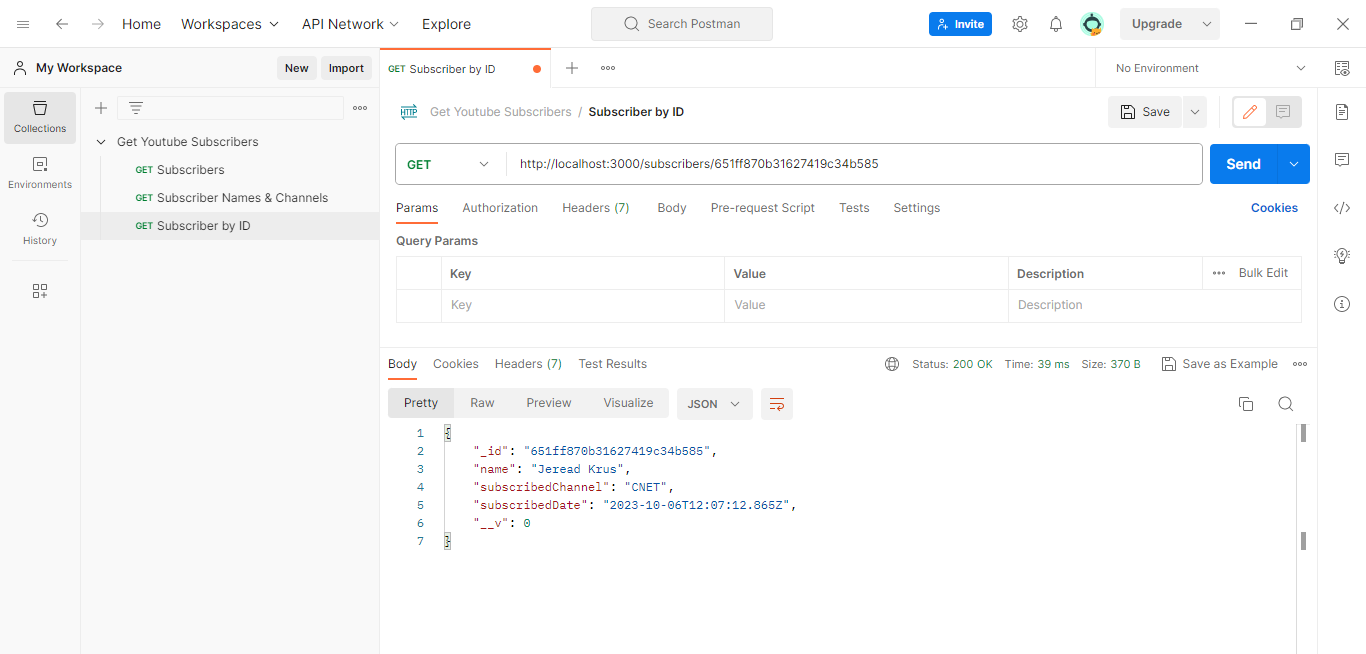 Home Workspaces API Network Explore Search Postman Invite Upgrade
My Workspace New Import GET Subscriber by ID No Environment
Collections
Environments
History
Get Youtube Subscribers
GET Subscribers
GET Subscriber Names & Channels
GET Subscriber by ID
HTTP Get Youtube Subscribers / Subscriber by ID Save
GET http://localhost:3000/subscribers/651ff870b31627419c34b585 Send
Params Authorization Headers (7) Body Pre-request Script Tests Settings Cookies
Query Params
Key Value Description Bulk Edit
Key Value Description
Body Cookies Headers (7) Test Results Status: 200 OK Time: 39 ms Size: 370 B Save as Example
Pretty Raw Preview Visualize JSON
1 {
2 "_id": "651ff870b31627419c34b585",
3 "name": "Jeread Krus",
4 "subscribedChannel": "CNET",
5 "subscribedDate": "2023-10-06T12:07:12.865Z",
6 "__v": 0
7 }